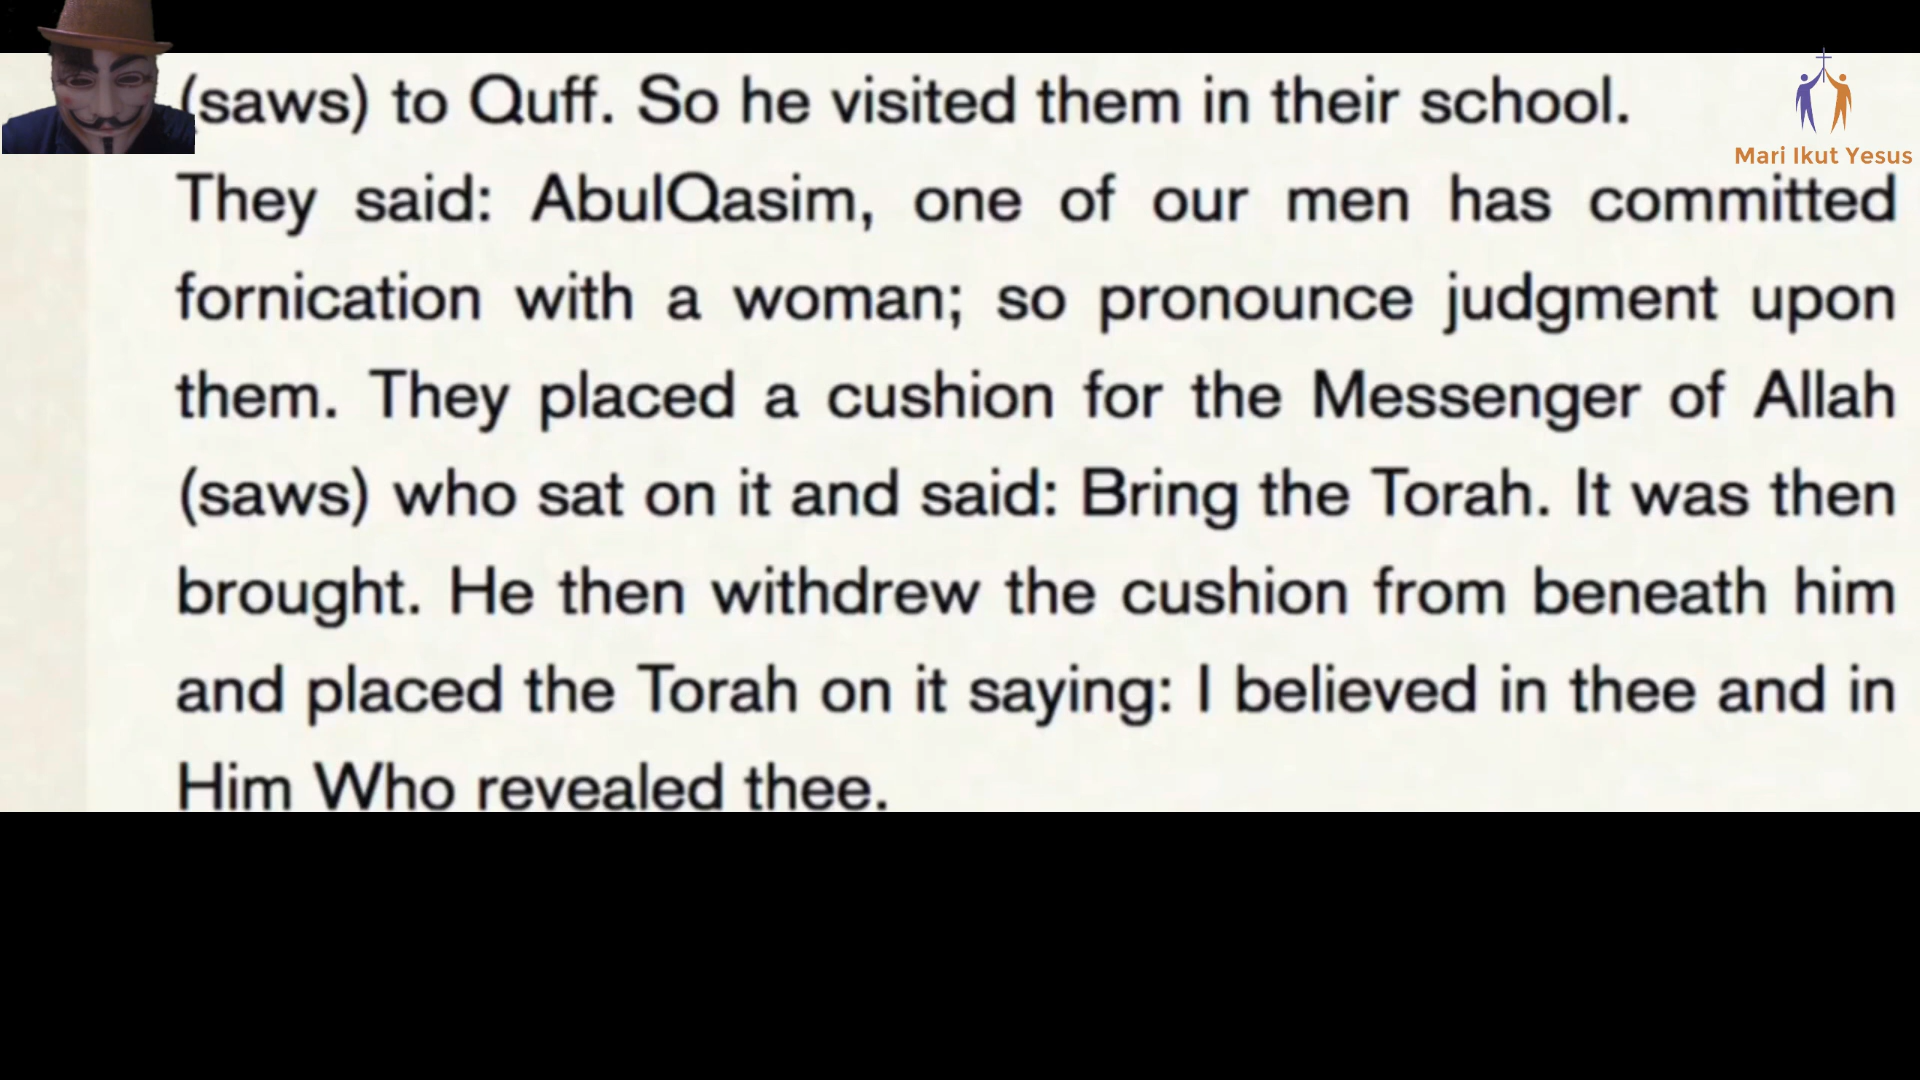 (saws) to Quff. So he visited them in their school.
Mari Ikut Yesus
They said: AbulQasim, one of our men has committed
fornication with a woman; so pronounce judgment upon
them. They placed a cushion for the Messenger of Allah
(saws) who sat on it and said: Bring the Torah. It was then
brought. He then withdrew the cushion from beneath him
and placed the Torah on it saying: I believed in thee and in
Him Who revealed thee.